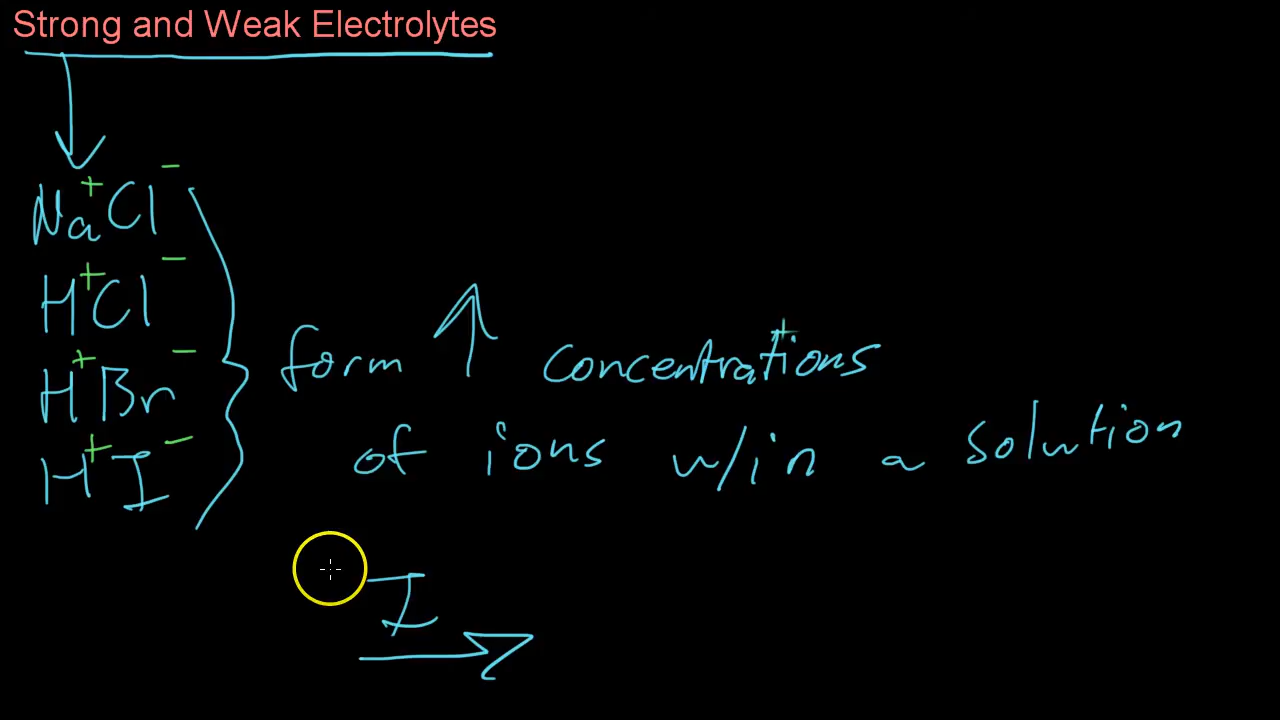 Strong and Weak Electrolytes
Na⁺Cl⁻
H⁺Cl⁻
H⁺Br⁻
H⁺I⁻
form ↑ concentrations
of ions w/in a solution
I
→